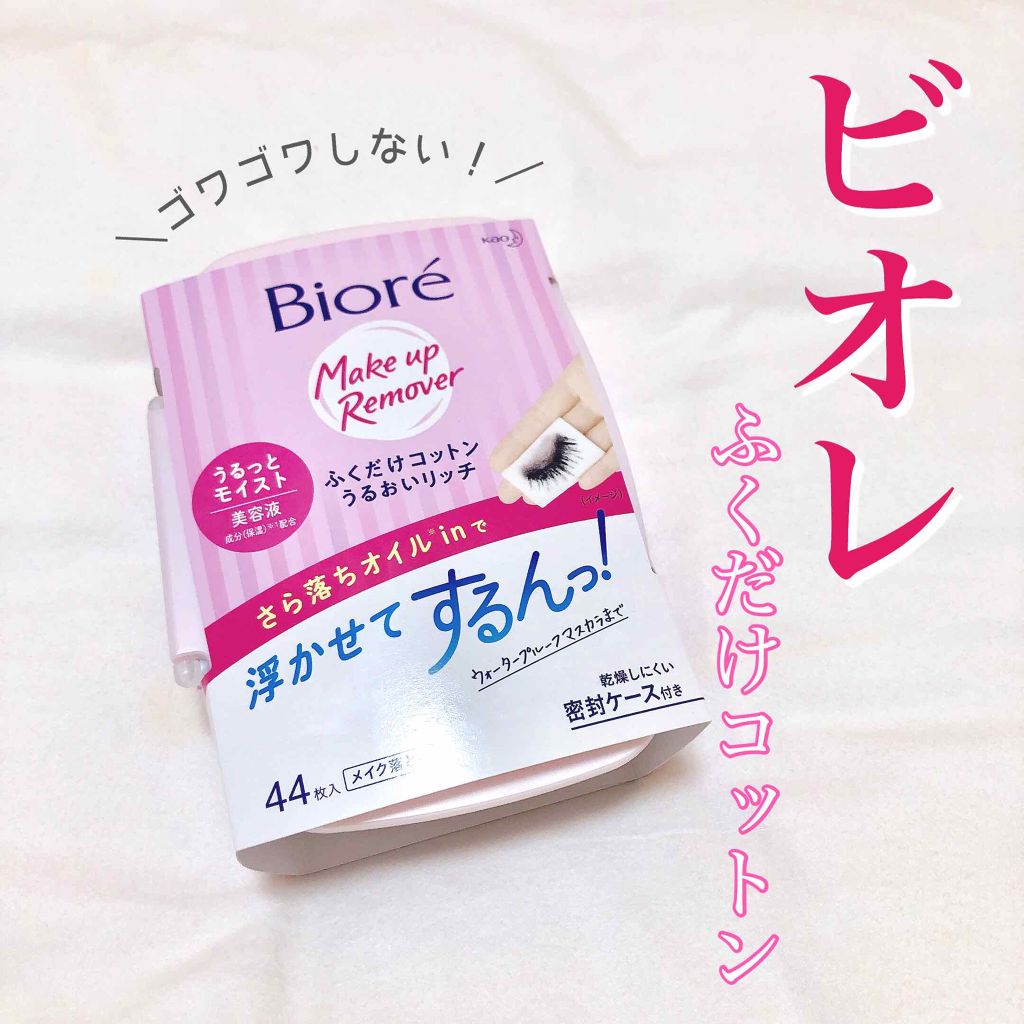 ＼ゴワゴワしない！／
ビオレ
ふくだけコットン
Kao
Bioré
Make up
Remover
うるっと
モイスト
美容液
成分(保湿)※1配合
ふくだけコットン
うるおいリッチ
(イメージ)
さら落ちオイル※inで
浮かせてするんっ！
ウォータープルーフマスカラまで
乾燥しにくい
密封ケース付き
44枚入
メイク落